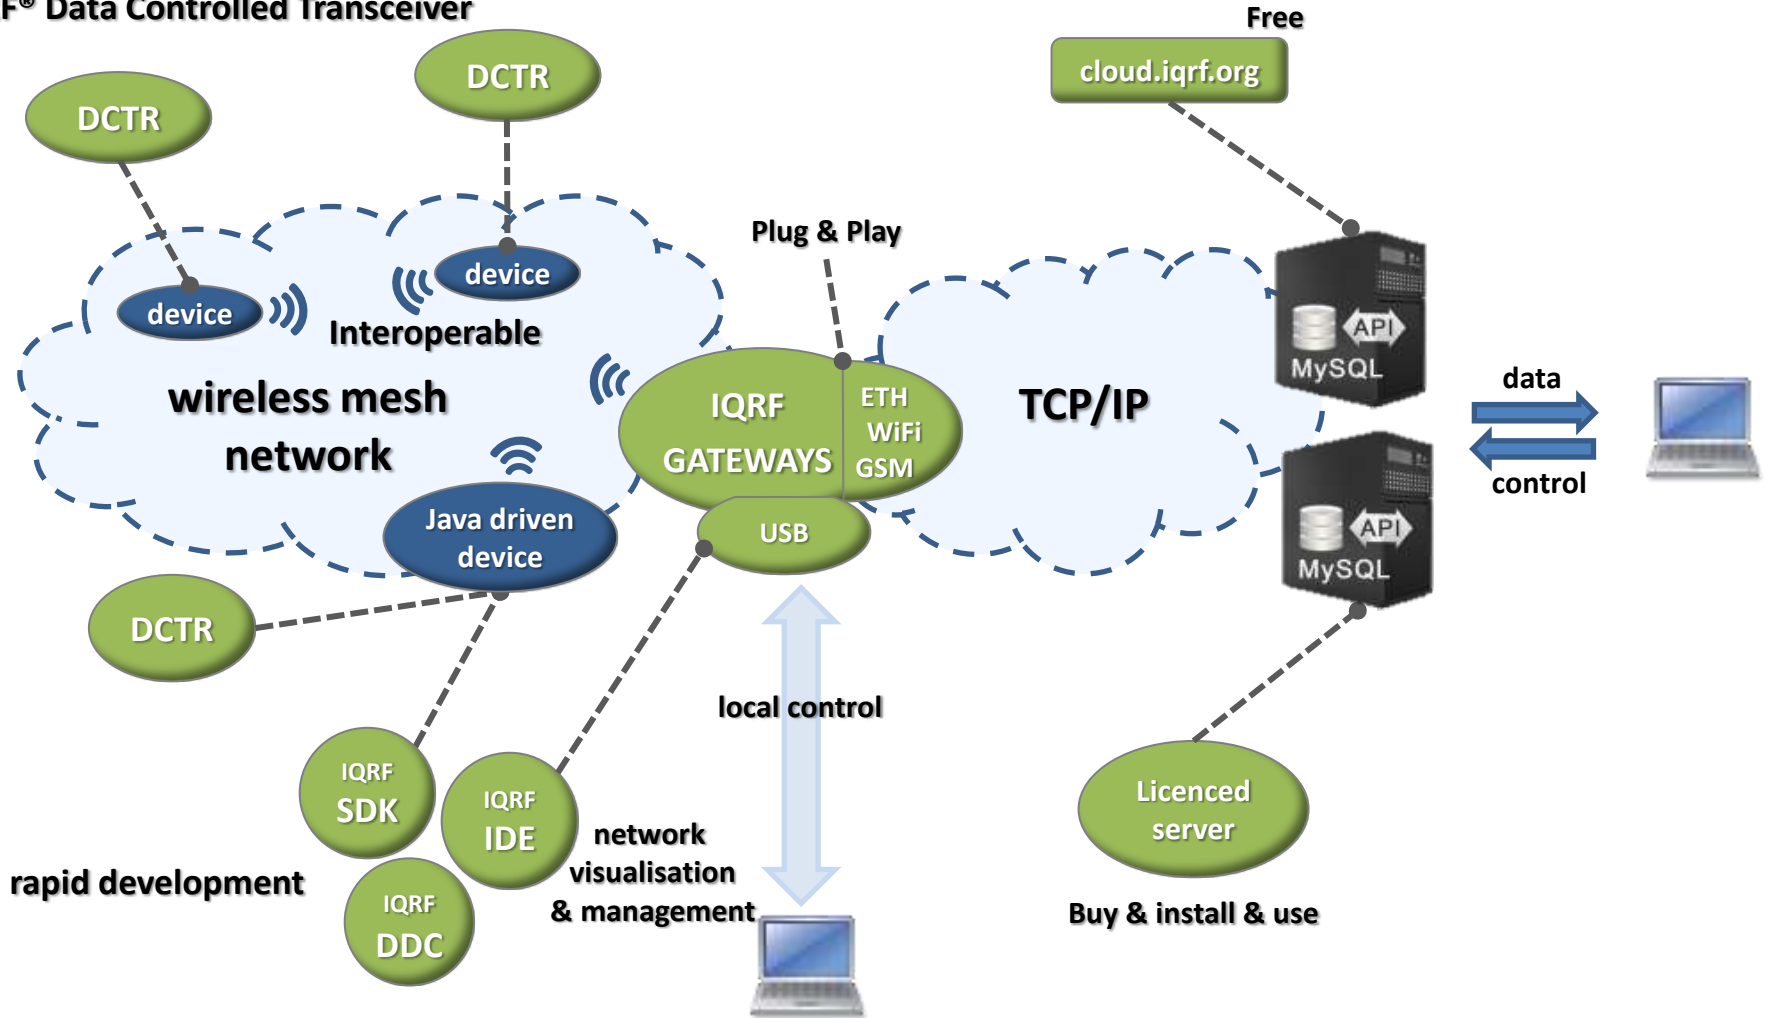 F® Data Controlled Transceiver
Free
DCTR
DCTR
cloud.iqrf.org
Plug & Play
device
device
Interoperable
API
MySQL
wireless mesh
network
IQRF
GATEWAYS
ETH
WiFi
GSM
TCP/IP
data
control
Java driven
device
USB
API
MySQL
DCTR
local control
IQRF
SDK
IQRF
IDE
network
visualisation
& management
rapid development
IQRF
DDC
Licenced
server
Buy & install & use